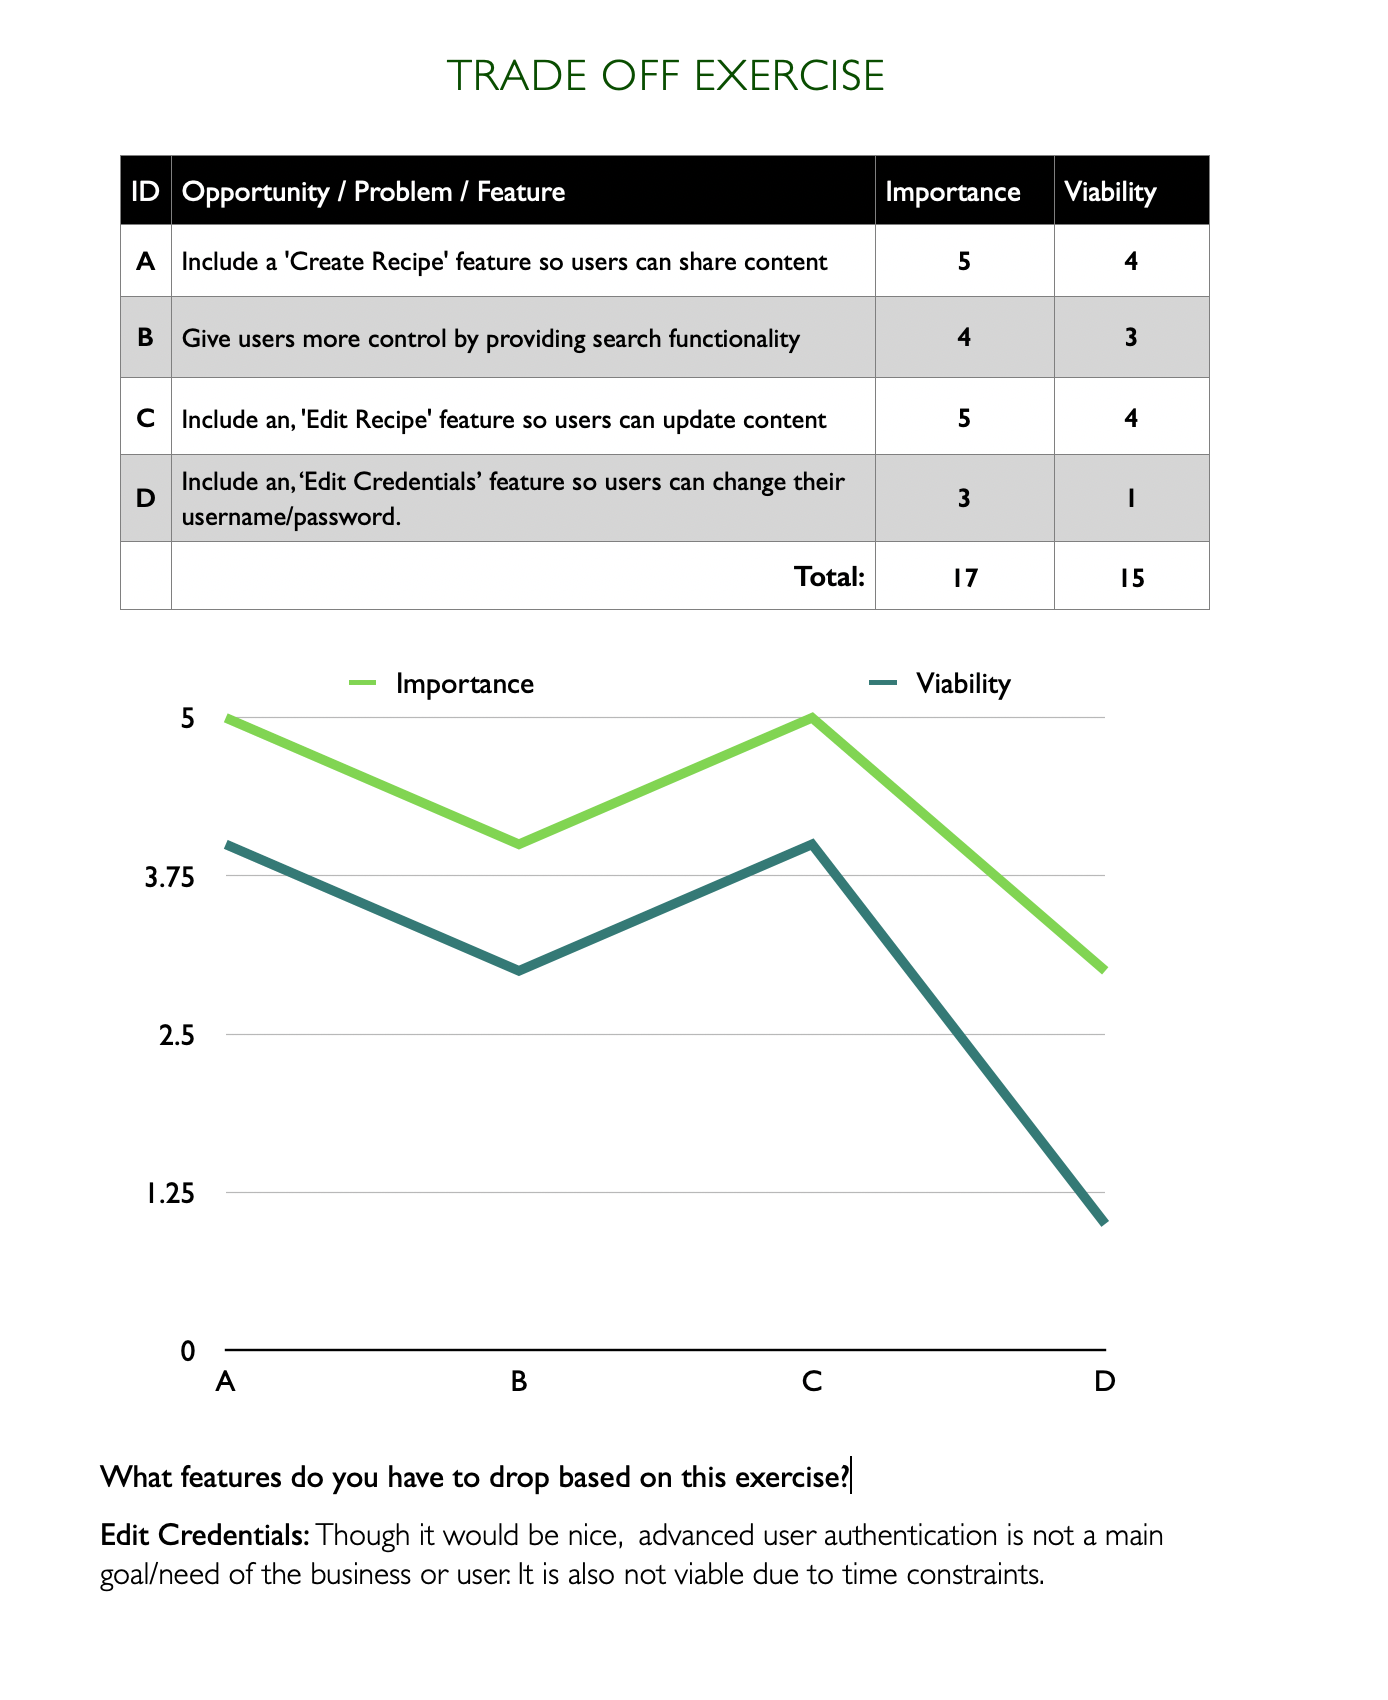 TRADE OFF EXERCISE
ID Opportunity / Problem / Feature Importance Viability
A Include a 'Create Recipe' feature so users can share content 5 4
B Give users more control by providing search functionality 4 3
C Include an, 'Edit Recipe' feature so users can update content 5 4
D Include an, ‘Edit Credentials’ feature so users can change their
username/password. 3 1
Total: 17 15
Importance Viability
5
3.75
2.5
1.25
0
A B C D
What features do you have to drop based on this exercise?
Edit Credentials: Though it would be nice,  advanced user authentication is not a main
goal/need of the business or user. It is also not viable due to time constraints.